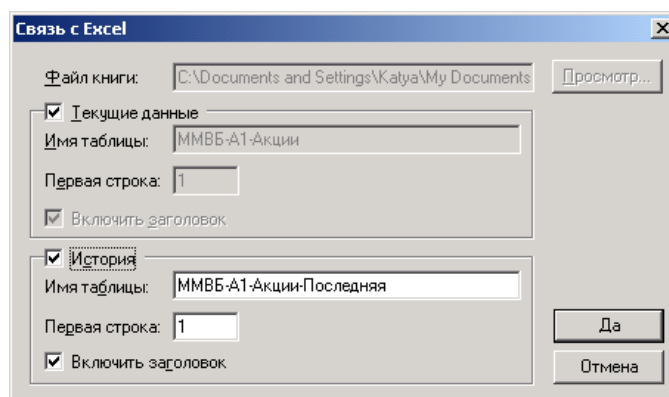 Связь с Excel
Файл книги: C:\Documents and Settings\Katya\My Documents Просмотр...
Текущие данные
Имя таблицы: ММВБ-А1-Акции
Первая строка: 1
Включить заголовок
История
Имя таблицы: ММВБ-А1-Акции-Последняя
Первая строка: 1 Да
Включить заголовок Отмена